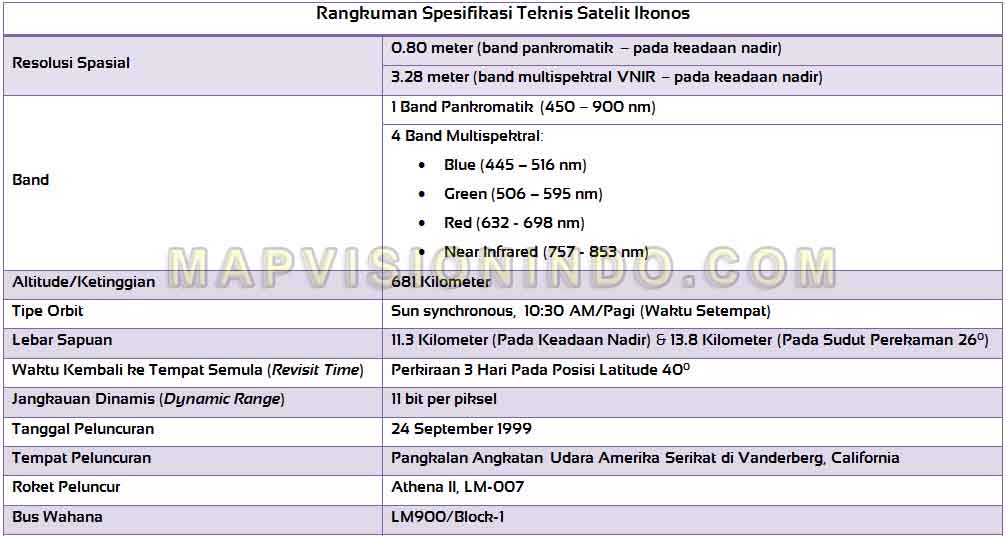 Rangkuman Spesifikasi Teknis Satelit Ikonos
Resolusi Spasial
0.80 meter (band pankromatik – pada keadaan nadir)
3.28 meter (band multispektral VNIR – pada keadaan nadir)
Band
1 Band Pankromatik (450 – 900 nm)
4 Band Multispektral:
• Blue (445 – 516 nm)
• Green (506 – 595 nm)
• Red (632 - 698 nm)
• Near Infrared (757 - 853 nm)
MAPVISIONINDO.COM
Altitude/Ketinggian 681 Kilometer
Tipe Orbit Sun synchronous, 10:30 AM/Pagi (Waktu Setempat)
Lebar Sapuan 11.3 Kilometer (Pada Keadaan Nadir) & 13.8 Kilometer (Pada Sudut Perekaman 26⁰)
Waktu Kembali ke Tempat Semula (Revisit Time) Perkiraan 3 Hari Pada Posisi Latitude 40⁰
Jangkauan Dinamis (Dynamic Range) 11 bit per piksel
Tanggal Peluncuran 24 September 1999
Tempat Peluncuran Pangkalan Angkatan Udara Amerika Serikat di Vanderberg, California
Roket Peluncur Athena II, LM-007
Bus Wahana LM900/Block-1